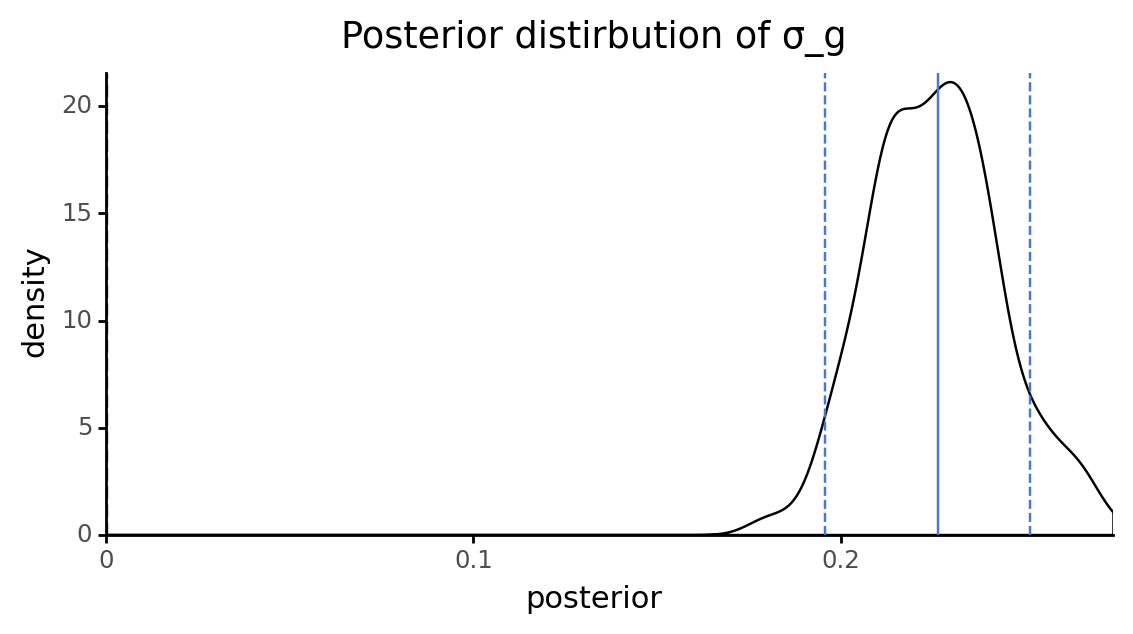 Posterior distirbution of σ_g
density
20
15
10
5
0
0
0.1
0.2
posterior